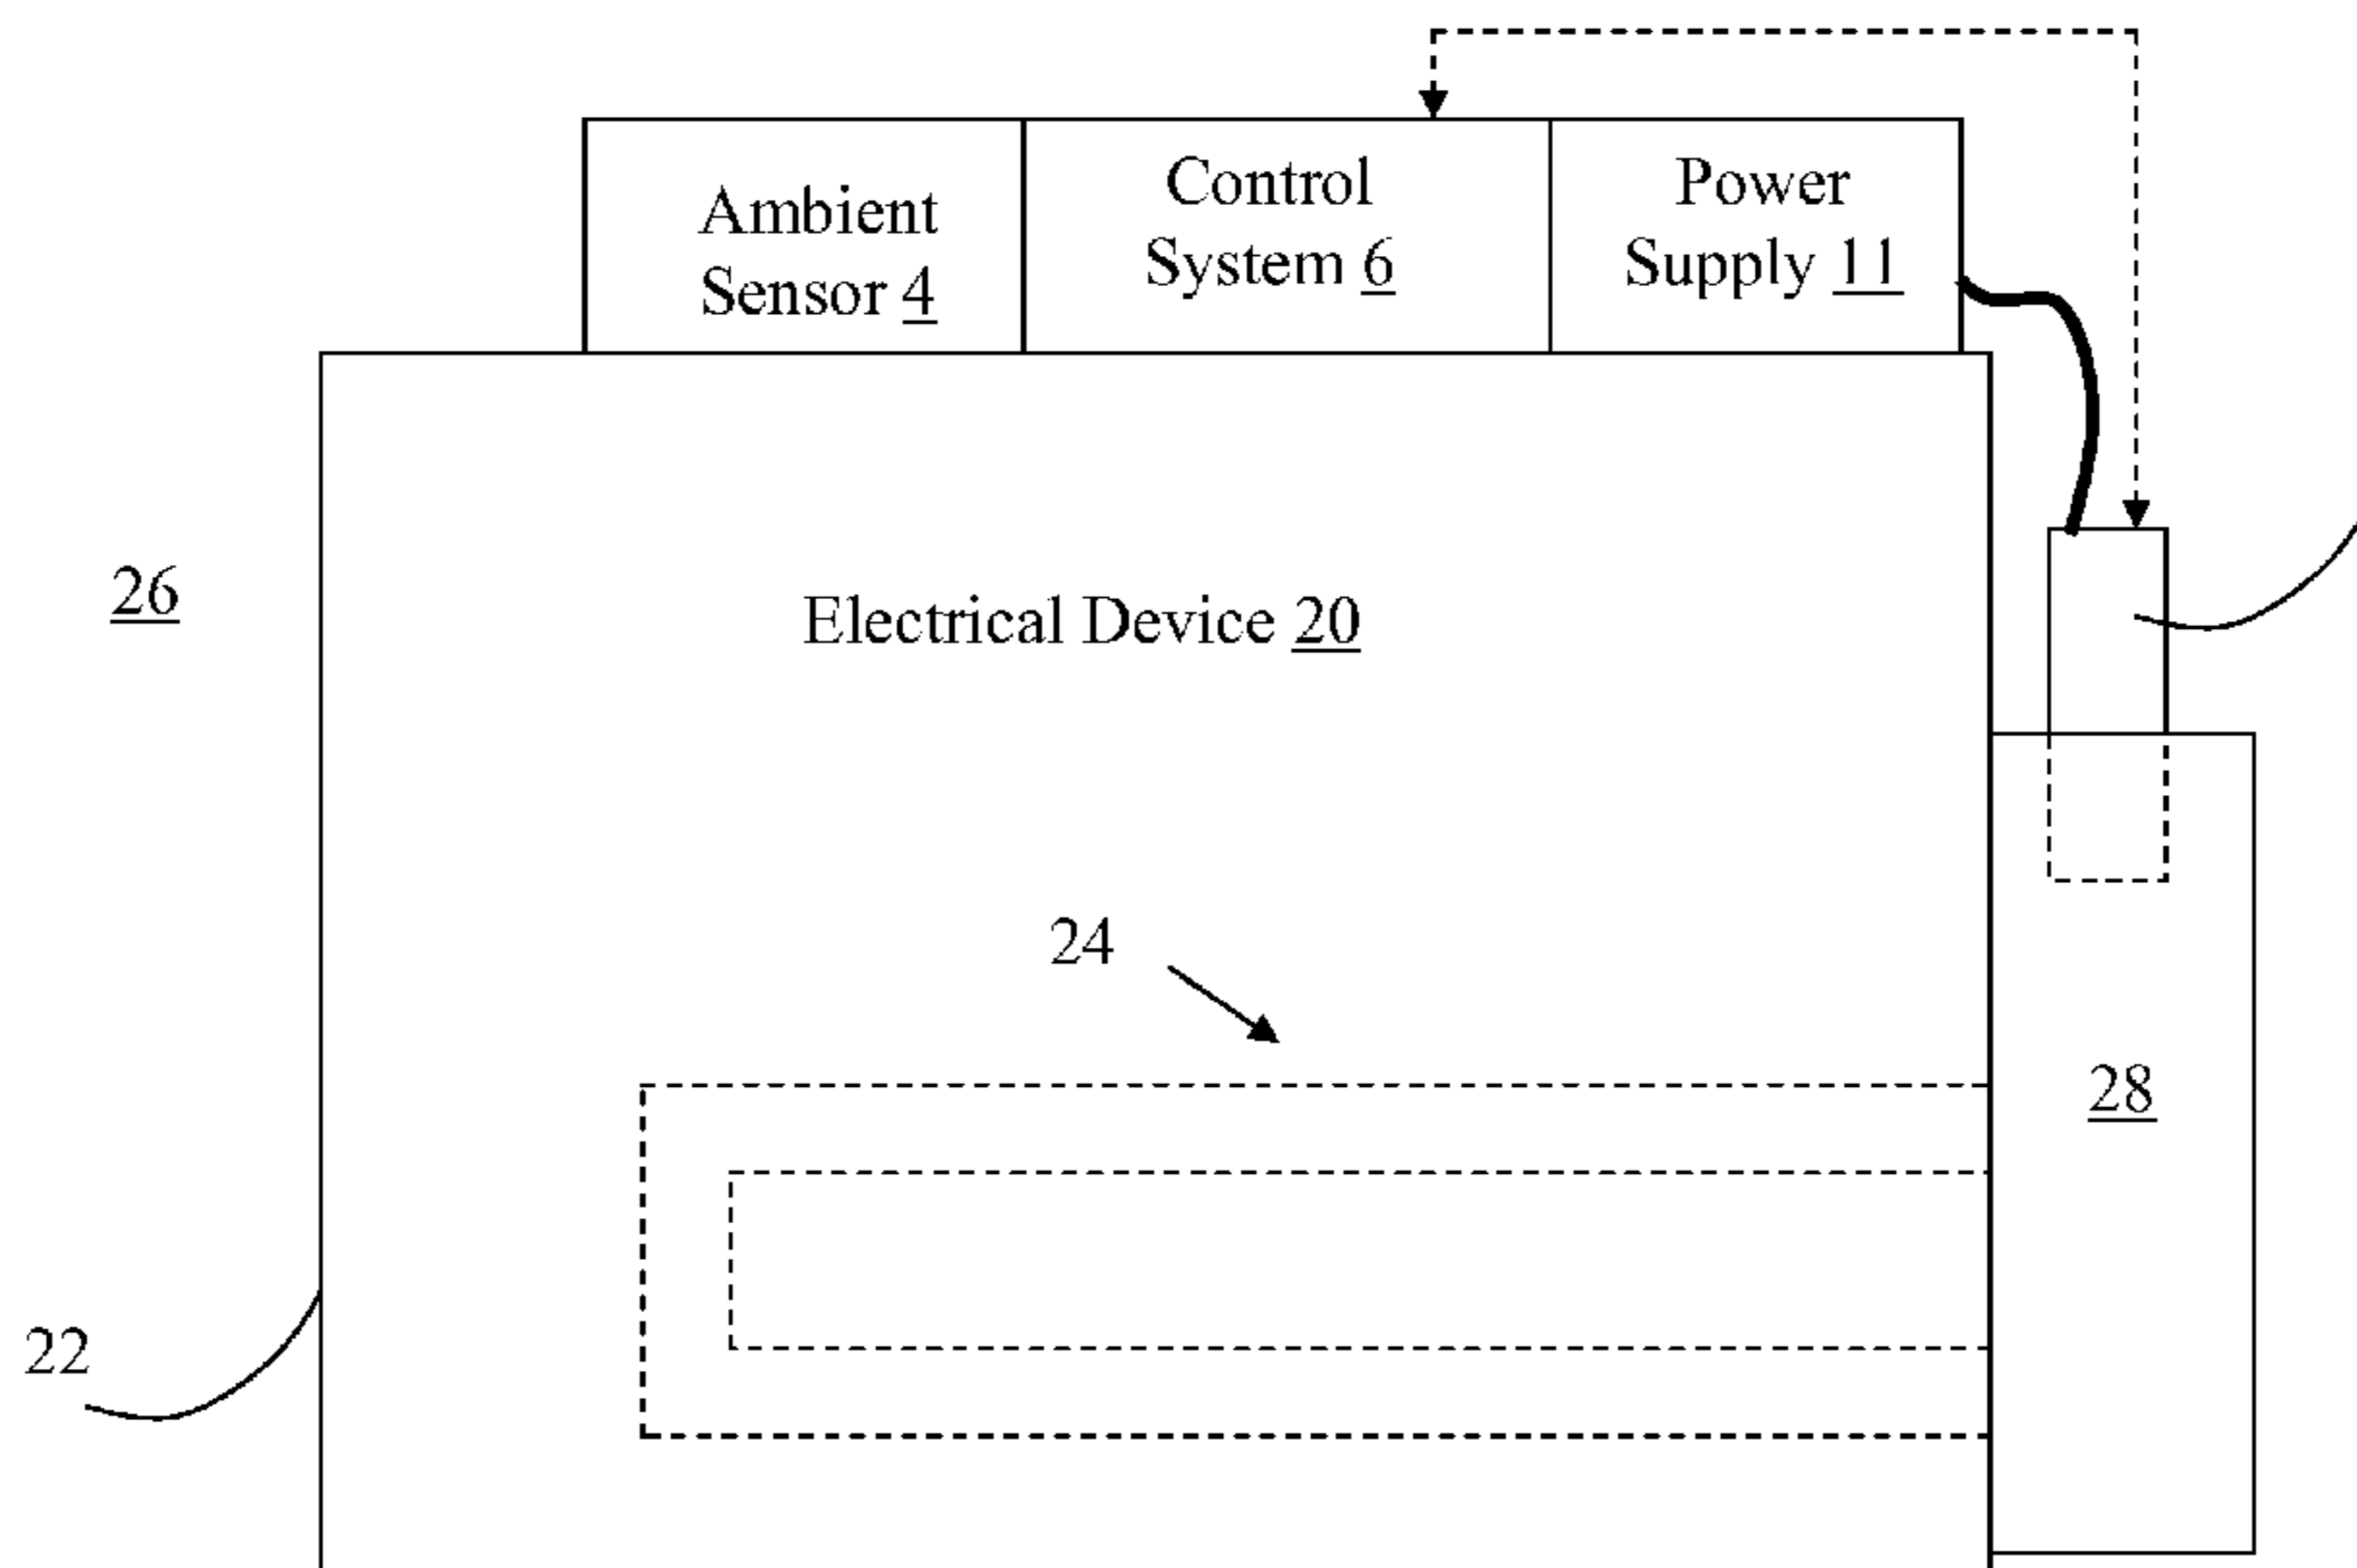 Ambient
Sensor 4
Control
System 6
Power
Supply 11
26
Electrical Device 20
24
28
22